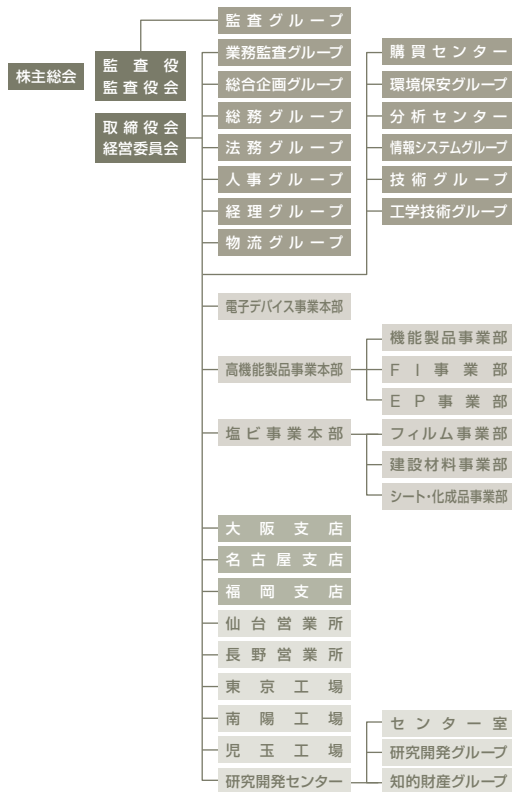 株主総会
監査役
監査役会
取締役会
経営委員会
監査グループ
業務監査グループ
総合企画グループ
総務グループ
法務グループ
人事グループ
経理グループ
物流グループ
購買センター
環境保安グループ
分析センター
情報システムグループ
技術グループ
工学技術グループ
電子デバイス事業本部
高機能製品事業本部
機能製品事業部
FI事業部
EP事業部
塩ビ事業本部
フィルム事業部
建設材料事業部
シート・化成品事業部
大阪支店
名古屋支店
福岡支店
仙台営業所
長野営業所
東京工場
南陽工場
児玉工場
研究開発センター
センター室
研究開発グループ
知的財産グループ